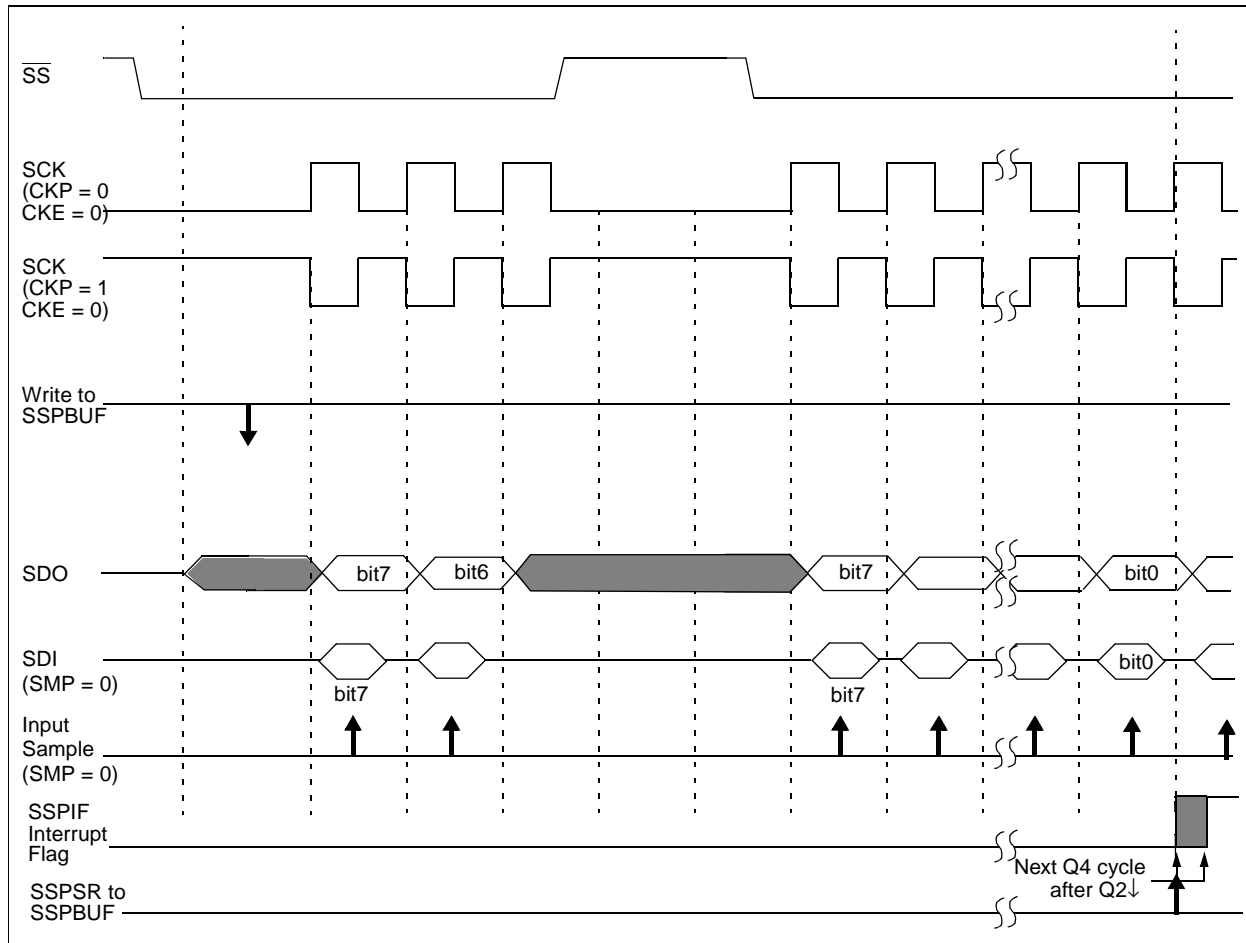 SS
SCK
(CKP = 0
CKE = 0)
SCK
(CKP = 1
CKE = 0)
Write to
SSPBUF
SDO
bit7
bit6
bit7
bit0
SDI
(SMP = 0)
bit7
bit7
bit0
Input
Sample
(SMP = 0)
SSPIF
Interrupt
Flag
Next Q4 cycle
after Q2↓
SSPSR to
SSPBUF